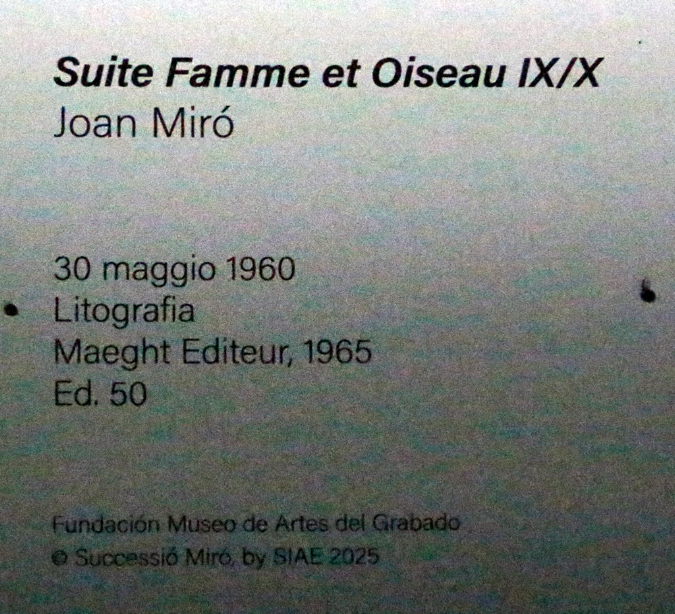 Suite Famme et Oiseau IX/X
Joan Miró
30 maggio 1960
Litografia
Maeght Editeur, 1965
Ed. 50
Fundación Museo de Artes del Grabado
© Successió Miró, by SIAE 2025